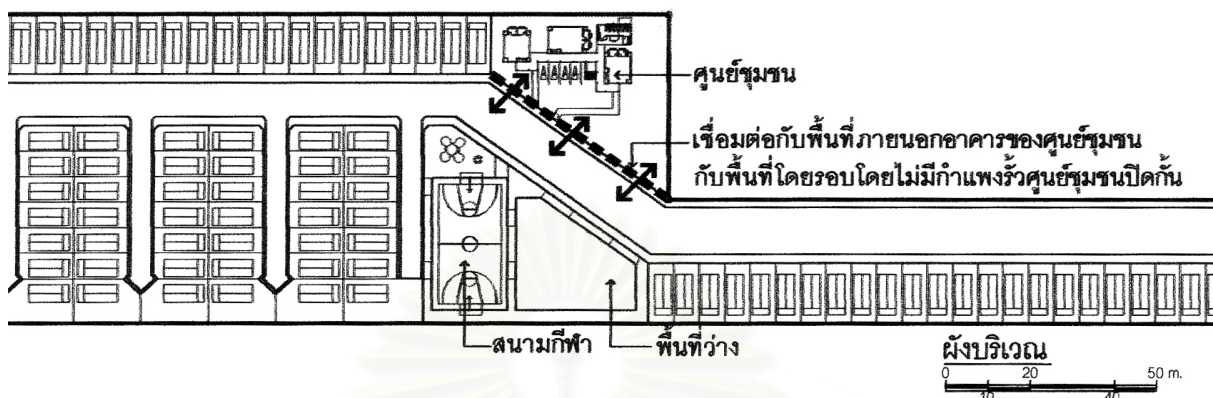 ศูนย์ชุมชน
เชื่อมต่อกับพื้นที่ภายนอกอาคารของศูนย์ชุมชน
กับพื้นที่โดยรอบโดยไม่มีกำแพงรั้วศูนย์ชุมชนปิดกั้น
สนามกีฬา
พื้นที่ว่าง
ผังบริเวณ
0 20 50 m.
10 40